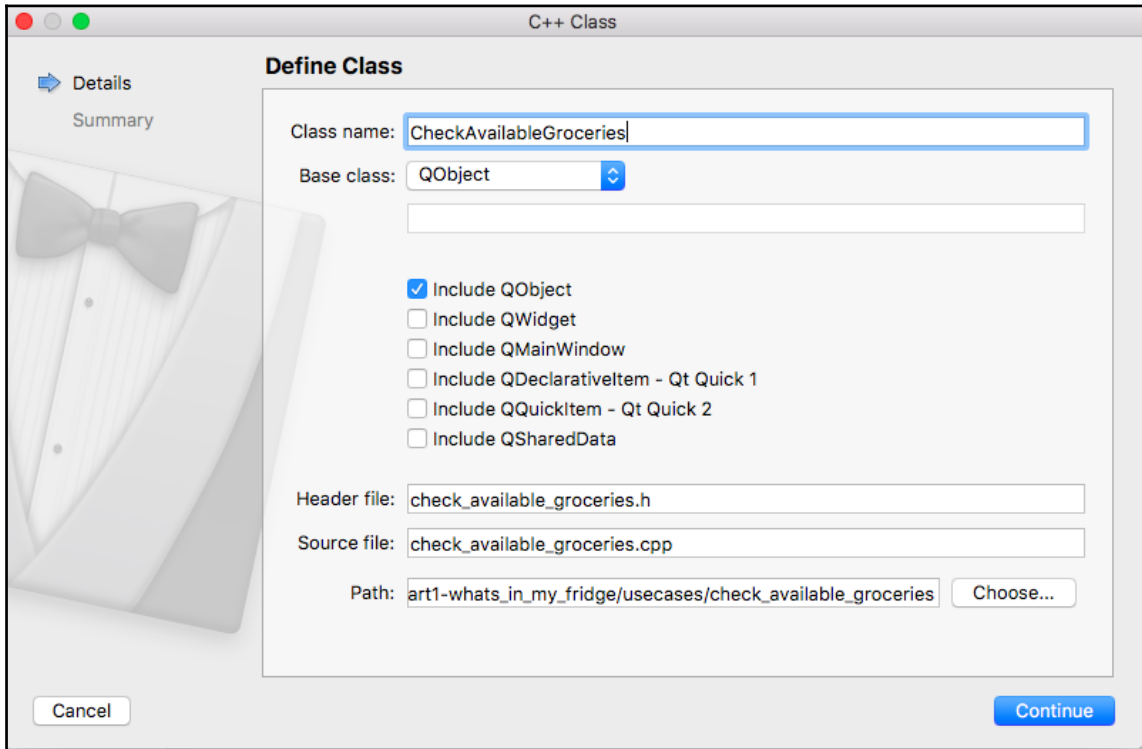 C++ Class
Details
Summary
Define Class
Class name: CheckAvailableGroceries
Base class: QObject
Include QObject
Include QWidget
Include QMainWindow
Include QDeclarativeItem - Qt Quick 1
Include QQuickItem - Qt Quick 2
Include QSharedData
Header file: check_available_groceries.h
Source file: check_available_groceries.cpp
Path: art1-whats_in_my_fridge/usecases/check_available_groceries Choose...
Cancel Continue